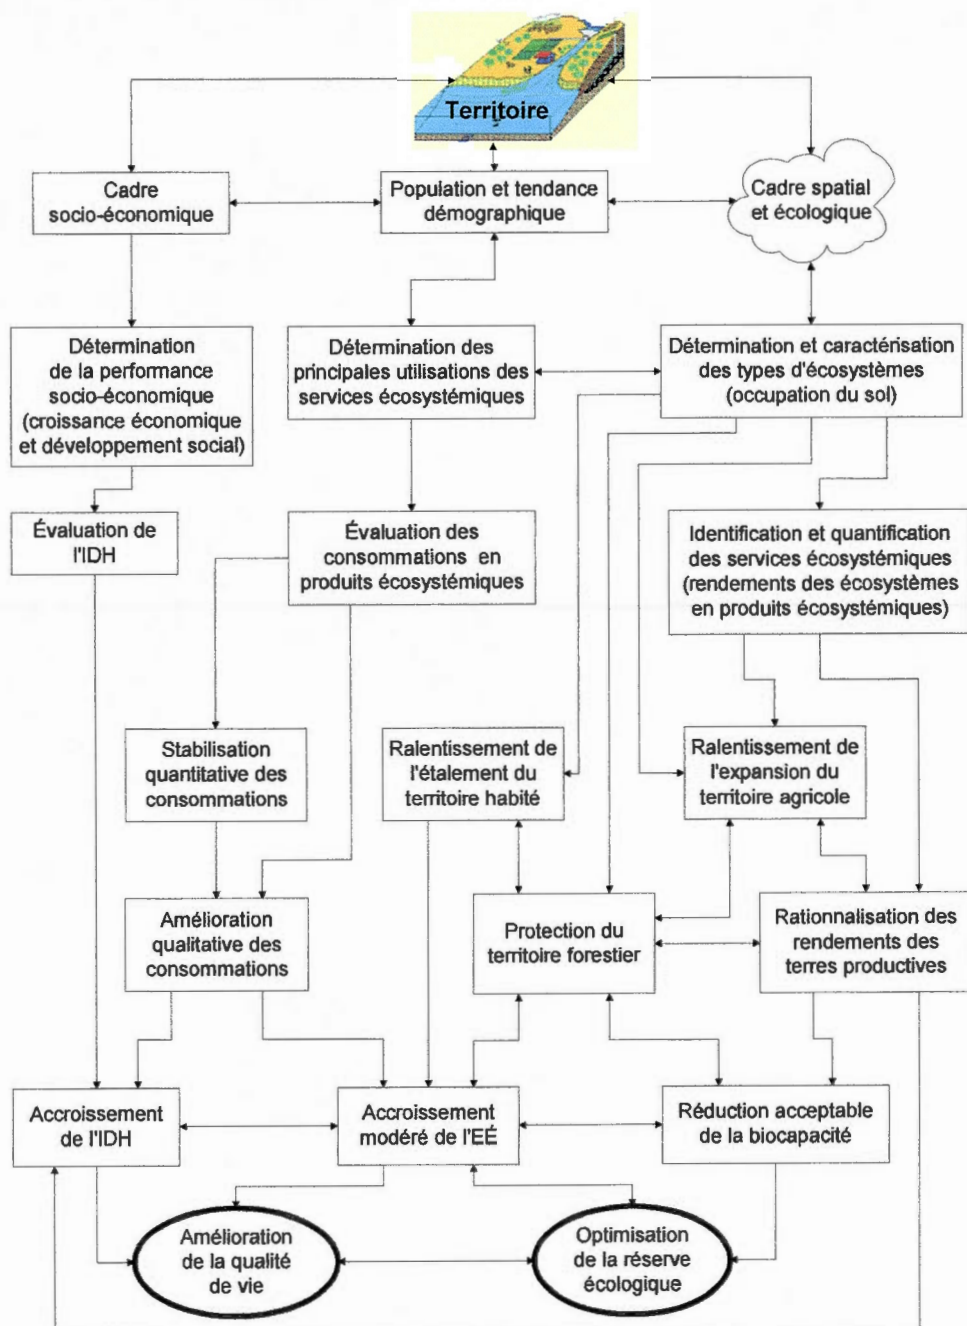 Territoire
Cadre
socio-économique
Population et tendance
démographique
Cadre spatial
et écologique
Détermination
de la performance
socio-économique
(croissance économique
et développement social)
Détermination des
principales utilisations des
services écosystémiques
Détermination et caractérisation
des types d'écosystèmes
(occupation du sol)
Évaluation de
l'IDH
Évaluation des
consommations en
produits écosystémiques
Identification et quantification
des services écosystémiques
(rendements des écosystèmes
en produits écosystémiques)
Stabilisation
quantitative des
consommations
Ralentissement de
l'étalement du
territoire habité
Ralentissement de
l'expansion du
territoire agricole
Amélioration
qualitative des
consommations
Protection du
territoire forestier
Rationnalisation des
rendements des
terres productives
Accroissement
de l'IDH
Accroissement
modéré de l'EÉ
Réduction acceptable
de la biocapacité
Amélioration
de la qualité
de vie
Optimisation
de la réserve
écologique